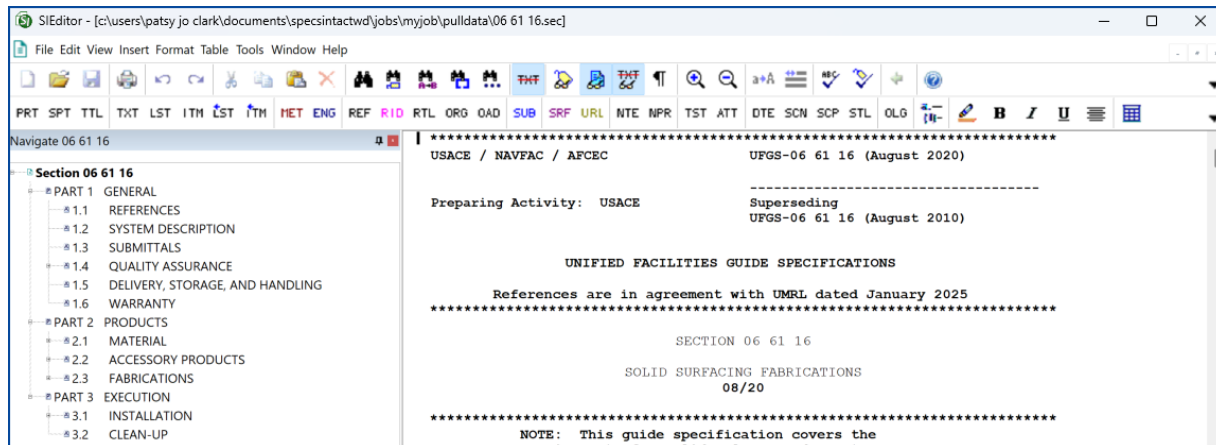 SIEditor - [c:\users\patsy jo clark\documents\specsintactwd\jobs\myjob\pulldata\06 61 16.sec]
File Edit View Insert Format Table Tools Window Help
PRT SPT TTL TXT LST ITM LST ITM MET ENG REF RID RTL ORG OAD SUB SRF URL NTE NPR TST ATT DTE SCN SCP STL OLG B I U
Navigate 06 61 16
Section 06 61 16
PART 1 GENERAL
1.1 REFERENCES
1.2 SYSTEM DESCRIPTION
1.3 SUBMITTALS
1.4 QUALITY ASSURANCE
1.5 DELIVERY, STORAGE, AND HANDLING
1.6 WARRANTY
PART 2 PRODUCTS
2.1 MATERIAL
2.2 ACCESSORY PRODUCTS
2.3 FABRICATIONS
PART 3 EXECUTION
3.1 INSTALLATION
3.2 CLEAN-UP
**************************************************************************
USACE / NAVFAC / AFCEC UFGS-06 61 16 (August 2020)
-----------------------------------
Preparing Activity: USACE Superseding
UFGS-06 61 16 (August 2010)
UNIFIED FACILITIES GUIDE SPECIFICATIONS
References are in agreement with UMRL dated January 2025
**************************************************************************
SECTION 06 61 16
SOLID SURFACING FABRICATIONS
08/20
**************************************************************************
NOTE: This guide specification covers the